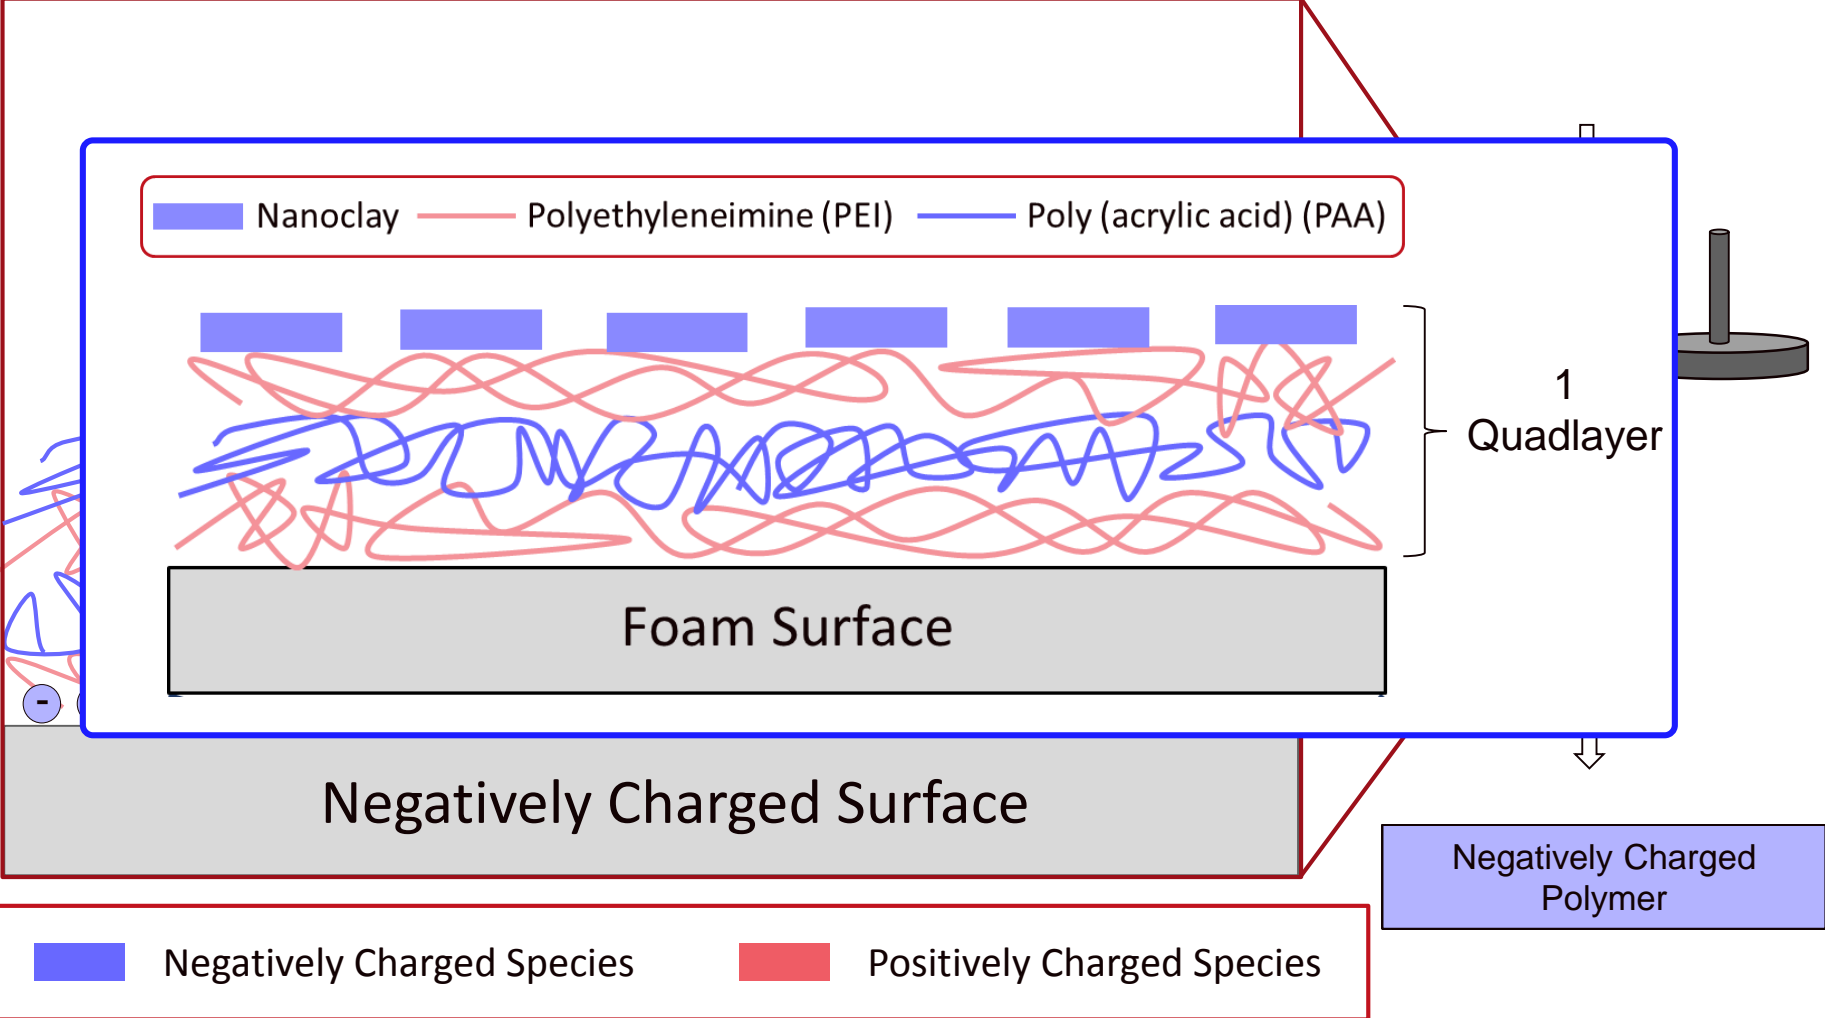 Nanoclay Polyethyleneimine (PEI) Poly (acrylic acid) (PAA)
1
Quadlayer
Foam Surface
-
Negatively Charged Surface
Negatively Charged
Polymer
Negatively Charged Species Positively Charged Species